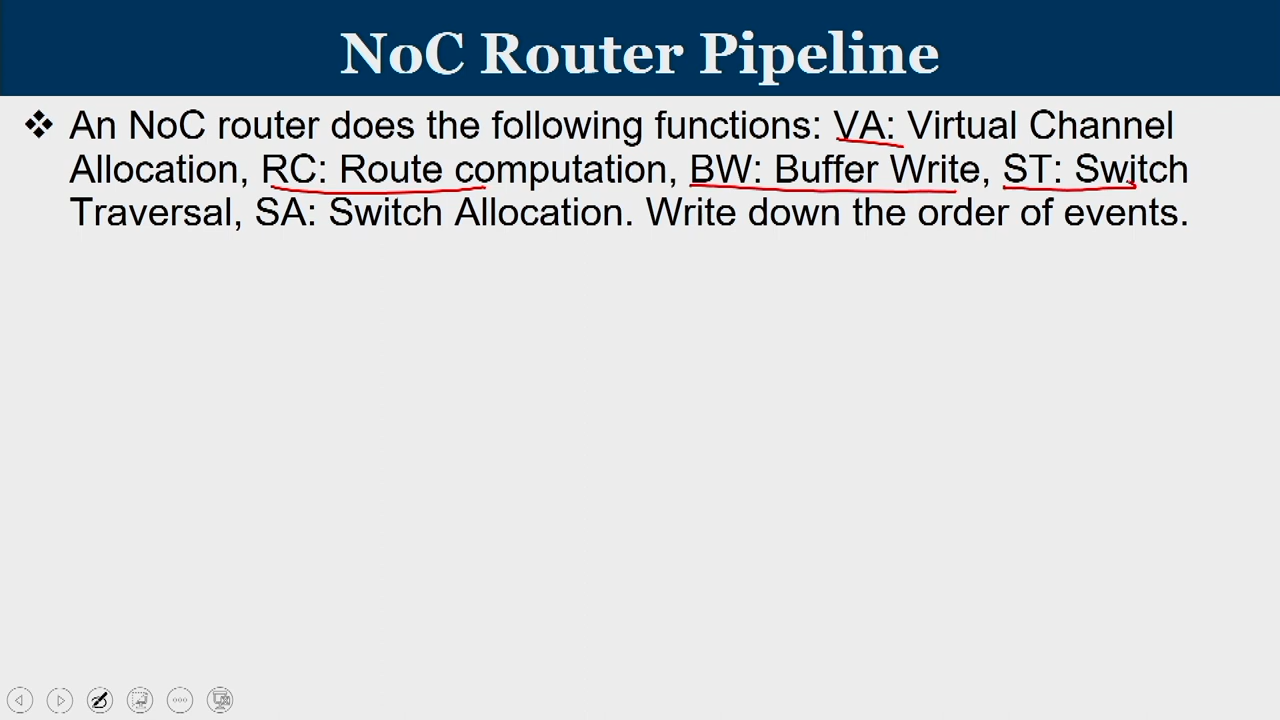 NoC Router Pipeline
❖ An NoC router does the following functions: VA: Virtual Channel
Allocation, RC: Route computation, BW: Buffer Write, ST: Switch
Traversal, SA: Switch Allocation. Write down the order of events.